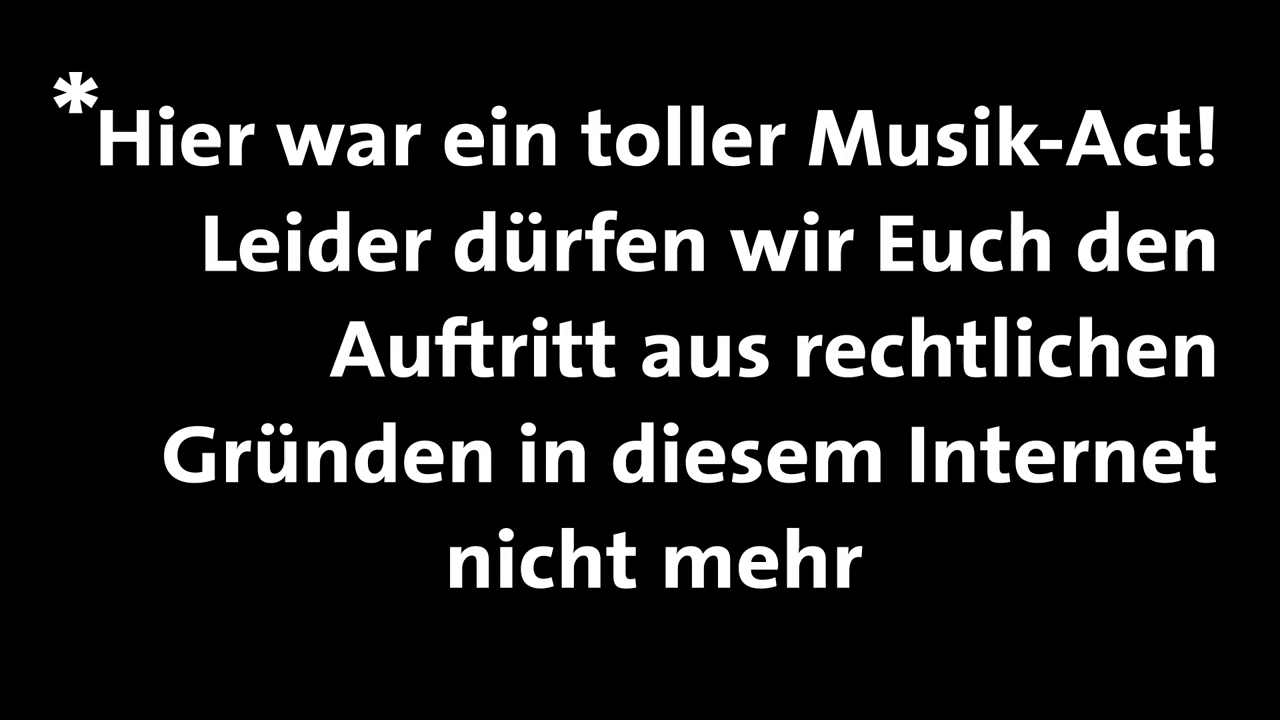 *Hier war ein toller Musik-Act!
Leider dürfen wir Euch den
Auftritt aus rechtlichen
Gründen in diesem Internet
nicht mehr